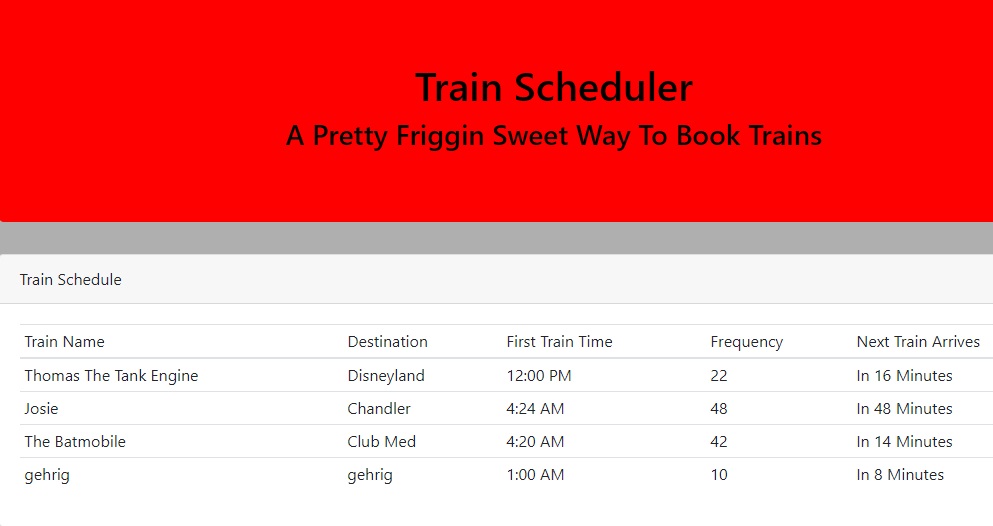 Train Scheduler
A Pretty Friggin Sweet Way To Book Trains
Train Schedule
Train Name Destination First Train Time Frequency Next Train Arrives
Thomas The Tank Engine Disneyland 12:00 PM 22 In 16 Minutes
Josie Chandler 4:24 AM 48 In 48 Minutes
The Batmobile Club Med 4:20 AM 42 In 14 Minutes
gehrig gehrig 1:00 AM 10 In 8 Minutes